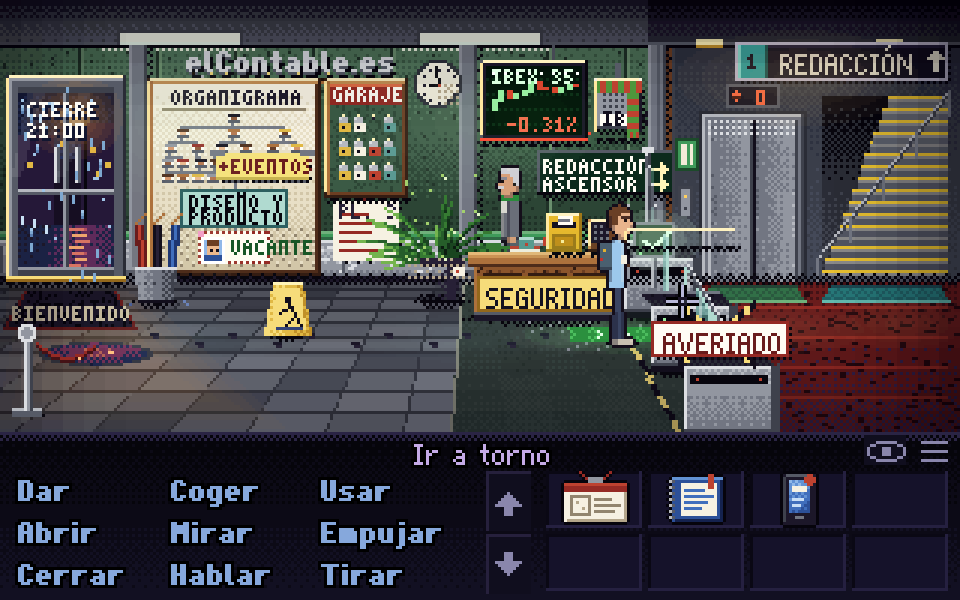 elContable.es
CIERRE
21:00
ORGANIGRAMA
+EVENTOS
DISEÑO Y
PRODUCTO
VACANTE
GARAJE
IBEX 35:
-0.31%
1 REDACCIÓN
0
REDACCIÓN
ASCENSOR
SEGURIDAD
BIENVENIDO
AVERIADO
Ir a torno
Dar Coger Usar
Abrir Mirar Empujar
Cerrar Hablar Tirar